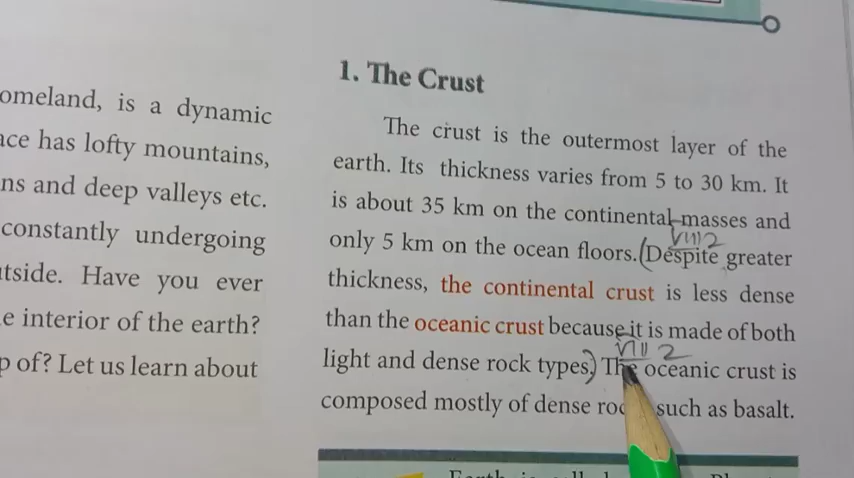 omeland, is a dynamic
ace has lofty mountains,
ns and deep valleys etc.
constantly undergoing
tside. Have you ever
e interior of the earth?
p of? Let us learn about
1. The Crust
The crust is the outermost layer of the
earth. Its thickness varies from 5 to 30 km. It
is about 35 km on the continental masses and
only 5 km on the ocean floors. (Despite greater
thickness, the continental crust is less dense
than the oceanic crust because it is made of both
light and dense rock types.) The oceanic crust is
composed mostly of dense such as basalt.